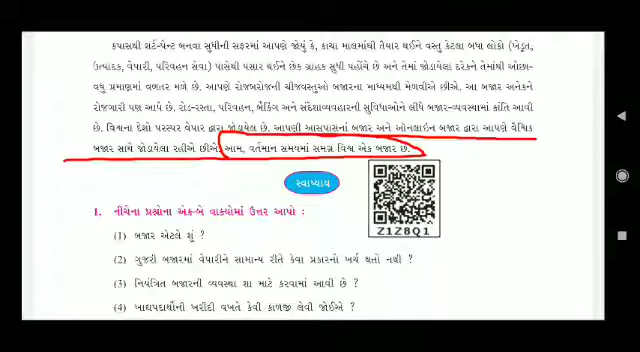 કપાસથી શર્ટ-પેન્ટ બનવા સુધીની સફરમાં આપણે જોયું કે, કાચા માલમાંથી તૈયાર થઈને વસ્તુ કેટલા બધા લોકો (ખેડૂત,
ઉત્પાદક, વેપારી, પરિવહન સેવા) પાસેથી પસાર થઈને છેક ગ્રાહક સુધી પહોંચે છે અને તેમાં જોડાયેલા દરેકને તેમાંથી ઓછા-
વધુ પ્રમાણમાં વળતર મળે છે. આપણે રોજબરોજની ચીજવસ્તુઓ બજારના માધ્યમથી મેળવીએ છીએ. આ બજાર અનેકને
રોજગારી પણ આપે છે. રોડ-રસ્તા, પરિવહન, બૅંકિંગ અને સંદેશાવ્યવહારની સુવિધાઓને લીધે બજાર-વ્યવસ્થામાં ક્રાંતિ આવી
છે. વિશ્વના દેશો પરસ્પર વેપાર દ્વારા જોડાયેલ છે. આપણી આસપાસનાં બજાર અને ઓનલાઇન બજાર દ્વારા આપણે વૈશ્વિક
બજાર સાથે જોડાયેલા રહીએ છીએ. આમ, વર્તમાન સમયમાં સમગ્ર વિશ્વ એક બજાર છે.
સ્વાધ્યાય
1. નીચેના પ્રશ્નોના એક-બે વાક્યોમાં ઉત્તર આપો :
(1) બજાર એટલે શું ?
(2) ગુજરી બજારમાં વેપારીને સામાન્ય રીતે કેવા પ્રકારનો ખર્ચ થતો નથી ?
(3) નિયંત્રિત બજારની વ્યવસ્થા શા માટે કરવામાં આવી છે ?
(4) ખાદ્યપદાર્થોની ખરીદી વખતે કેવી કાળજી લેવી જોઈએ ?
Z1Z8Q1